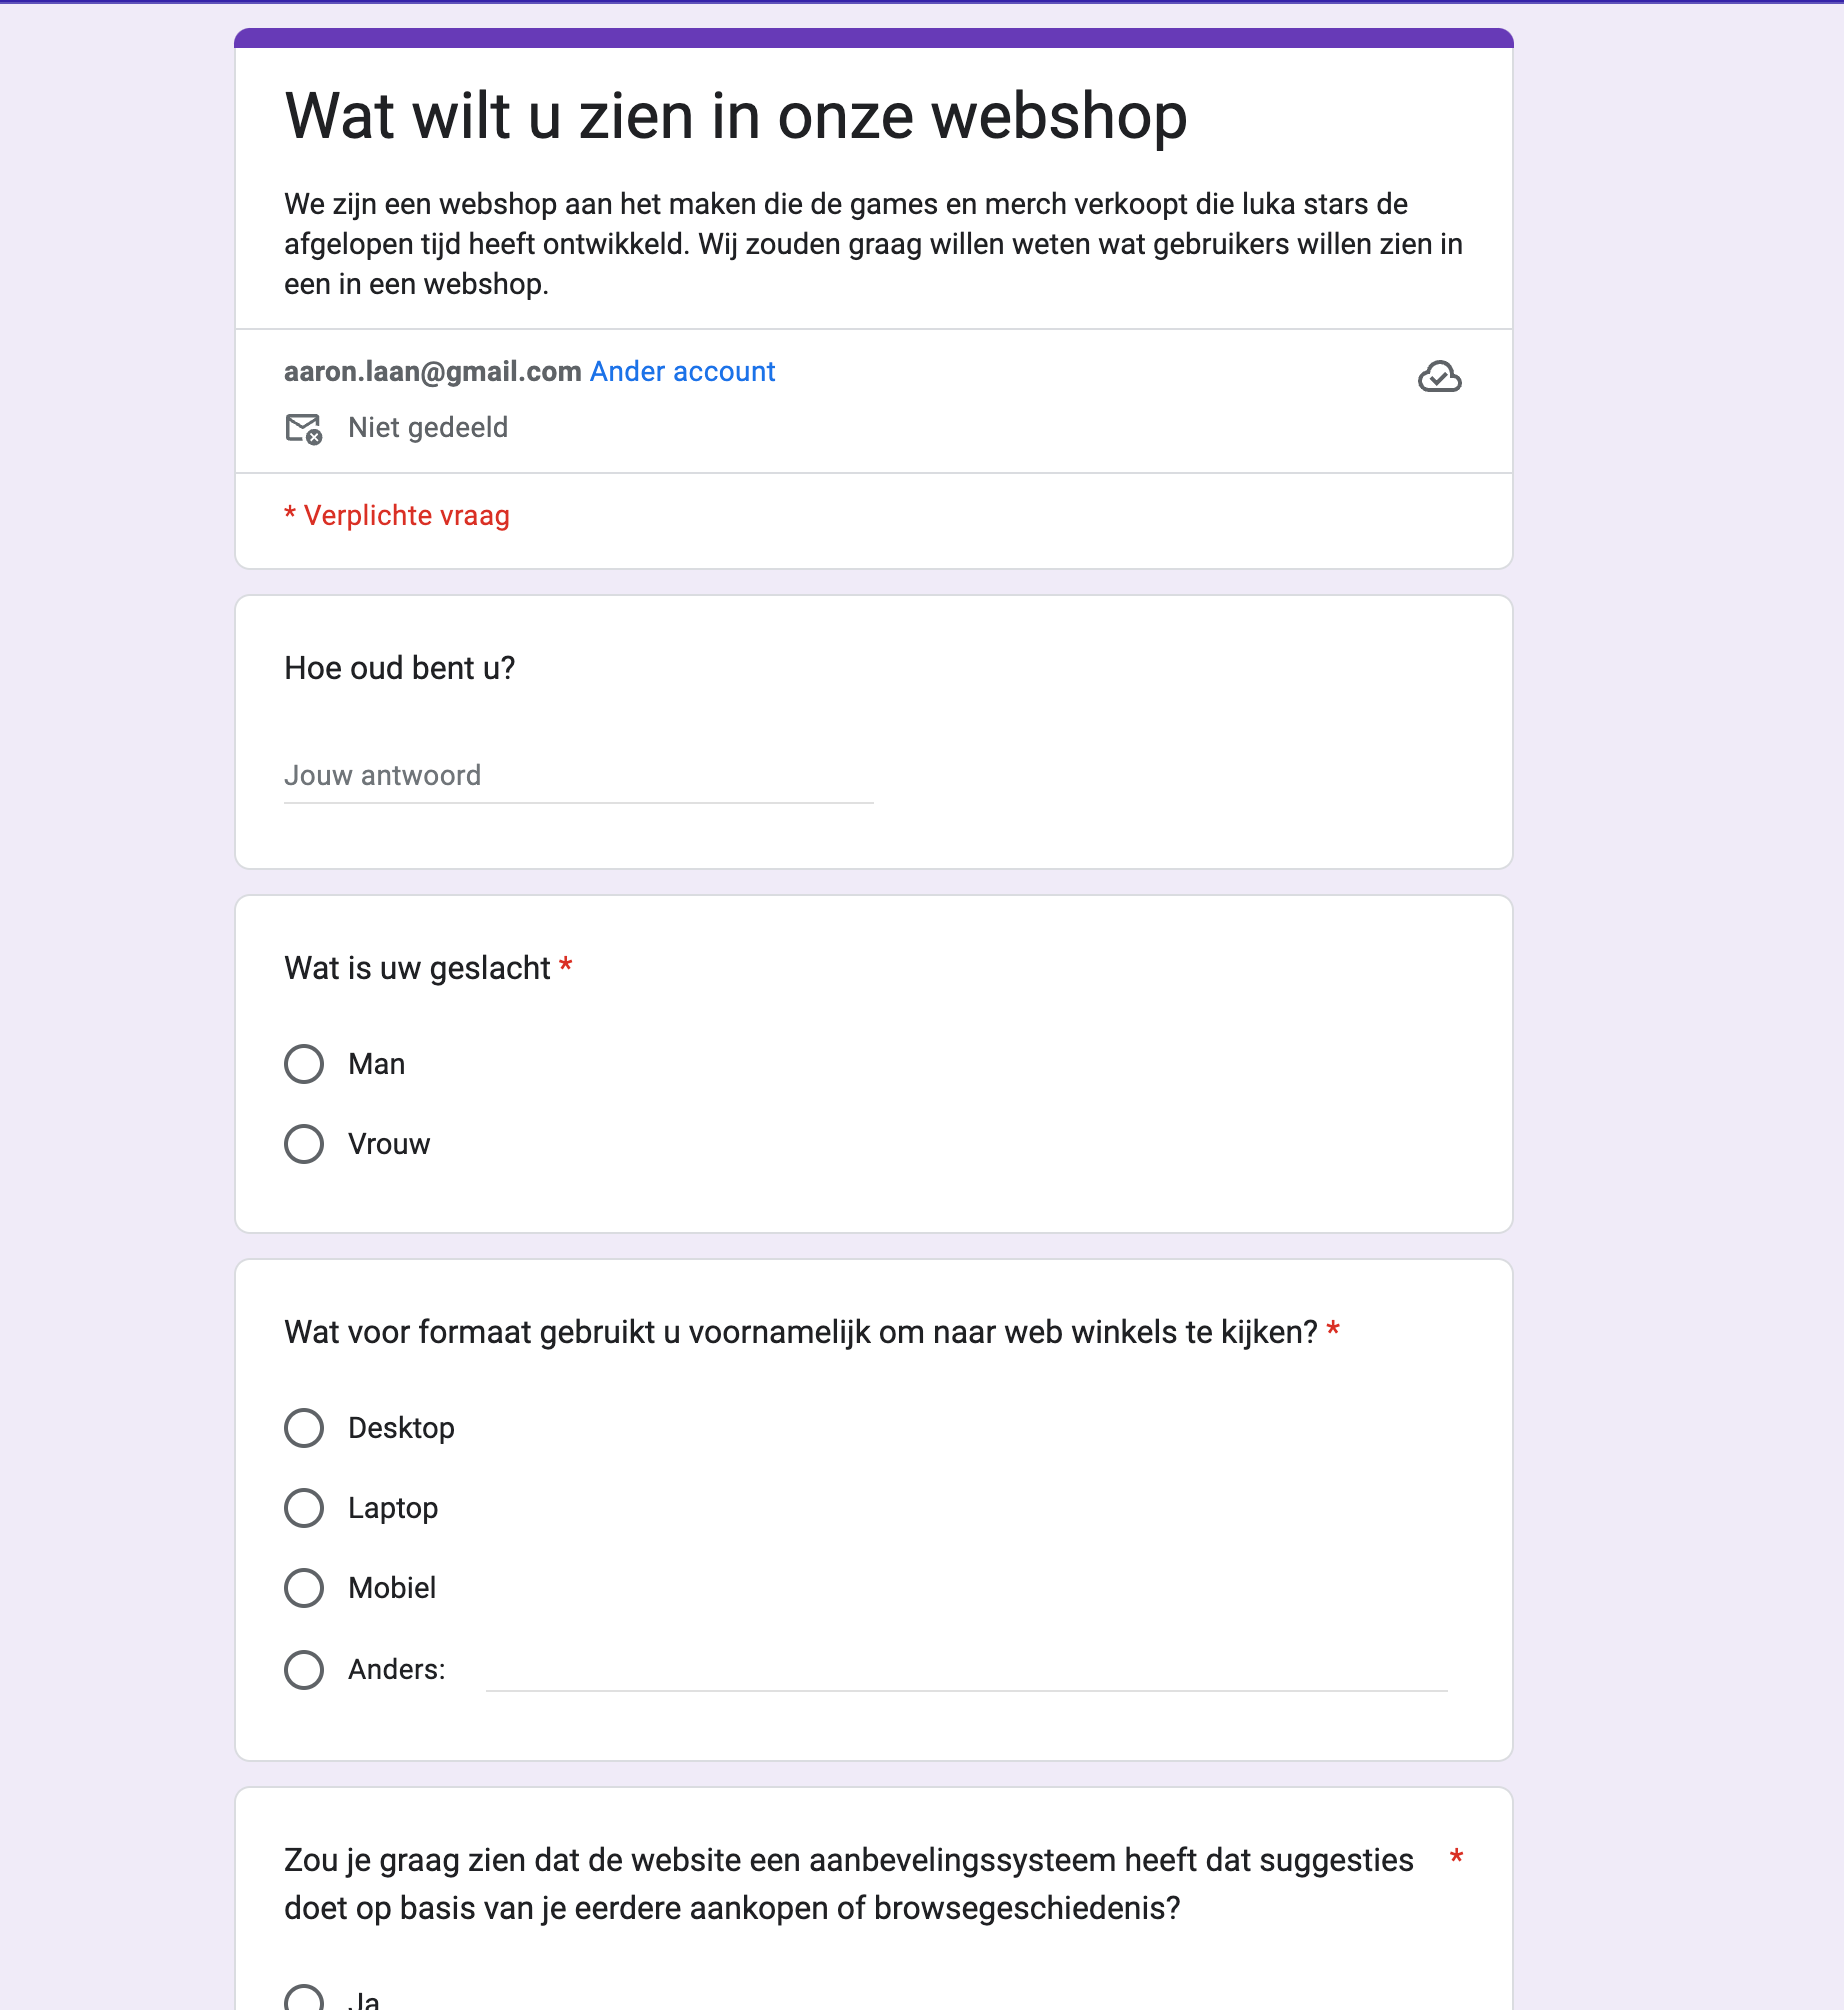 Wat wilt u zien in onze webshop
We zijn een webshop aan het maken die de games en merch verkoopt die luka stars de
afgelopen tijd heeft ontwikkeld. Wij zouden graag willen weten wat gebruikers willen zien in
een in een webshop.
aaron.laan@gmail.com Ander account
Niet gedeeld
* Verplichte vraag
Hoe oud bent u?
Jouw antwoord
Wat is uw geslacht *
Man
Vrouw
Wat voor formaat gebruikt u voornamelijk om naar web winkels te kijken? *
Desktop
Laptop
Mobiel
Anders:
Zou je graag zien dat de website een aanbevelingssysteem heeft dat suggesties *
doet op basis van je eerdere aankopen of browsegeschiedenis?
Ja